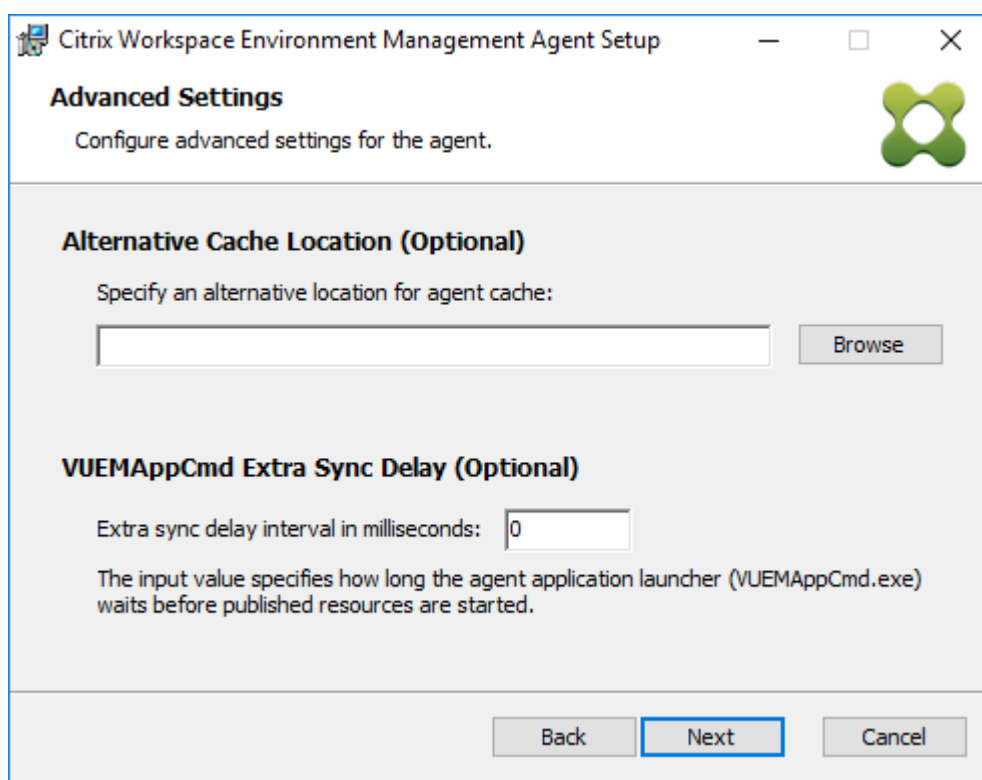 Citrix Workspace Environment Management Agent Setup
Advanced Settings
Configure advanced settings for the agent.
Alternative Cache Location (Optional)
Specify an alternative location for agent cache:
Browse
VUEMAppCmd Extra Sync Delay (Optional)
Extra sync delay interval in milliseconds: 0
The input value specifies how long the agent application launcher (VUEMAppCmd.exe)
waits before published resources are started.
Back Next Cancel